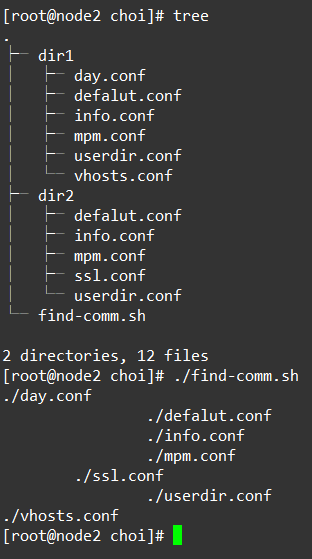 [root@node2 choi]# tree
.
├── dir1
│   ├── day.conf
│   ├── defalut.conf
│   ├── info.conf
│   ├── mpm.conf
│   ├── userdir.conf
│   └── vhosts.conf
├── dir2
│   ├── defalut.conf
│   ├── info.conf
│   ├── mpm.conf
│   ├── ssl.conf
│   └── userdir.conf
└── find-comm.sh

2 directories, 12 files
[root@node2 choi]# ./find-comm.sh
./day.conf
		./defalut.conf
		./info.conf
		./mpm.conf
	./ssl.conf
		./userdir.conf
./vhosts.conf
[root@node2 choi]#